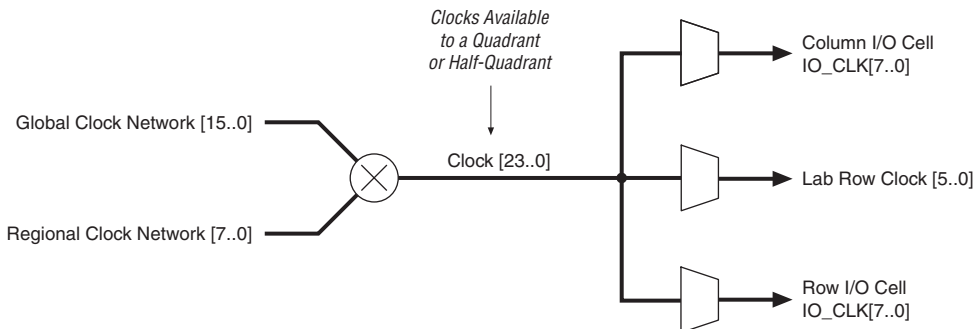 Clocks Available
to a Quadrant
or Half-Quadrant
Column I/O Cell
IO_CLK[7..0]
Global Clock Network [15..0]
Clock [23..0]
Lab Row Clock [5..0]
Regional Clock Network [7..0]
Row I/O Cell
IO_CLK[7..0]